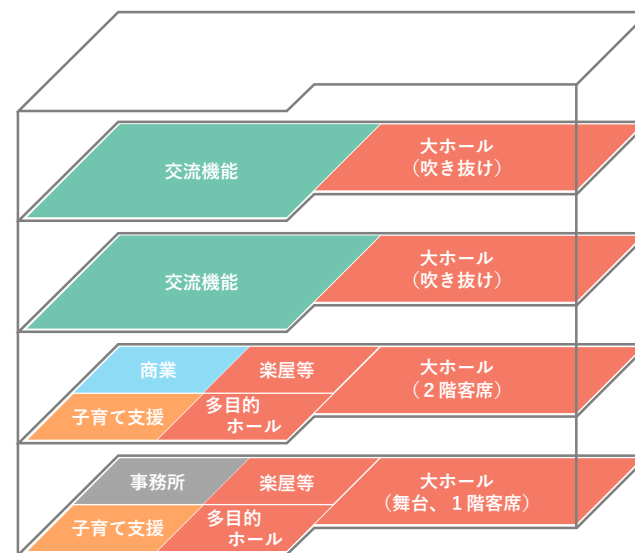 交流機能
大ホール
（吹き抜け）
交流機能
大ホール
（吹き抜け）
商業
楽屋等
大ホール
（２階客席）
子育て支援
多目的
ホール
事務所
楽屋等
大ホール
（舞台、１階客席）
子育て支援
多目的
ホール